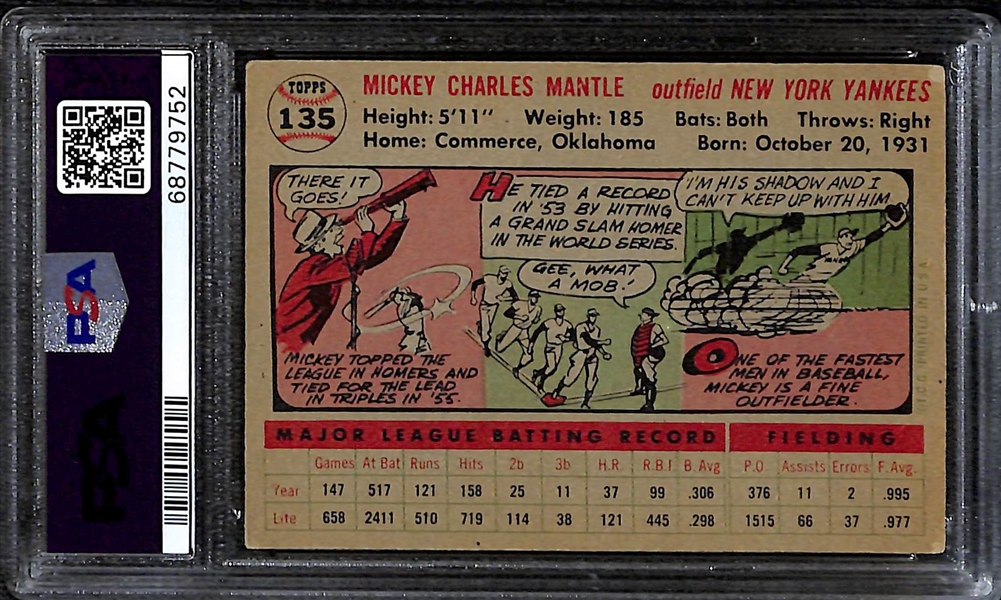 68779752
PSA
PSA
TOPPS
135
MICKEY CHARLES MANTLE outfield NEW YORK YANKEES
Height: 5'11" Weight: 185 Bats: Both Throws: Right
Home: Commerce, Oklahoma Born: October 20, 1931
THERE IT
GOES!
MICKEY TOPPED THE
LEAGUE IN HOMERS AND
TIED FOR THE LEAD
IN TRIPLES IN '55.
HE TIED A RECORD
IN '53 BY HITTING
A GRAND SLAM HOMER
IN THE WORLD SERIES.
GEE, WHAT
A MOB!
I'M HIS SHADOW AND I
CAN'T KEEP UP WITH HIM
ONE OF THE FASTEST
MEN IN BASEBALL,
MICKEY IS A FINE
OUTFIELDER.
T.C.G. PRINTED IN U.S.A.
MAJOR LEAGUE BATTING RECORD FIELDING
Games At Bat Runs Hits 2b 3b H.R R.B.I B. Avg P.O. Assists Errors F. Avg.
Year 147 517 121 158 25 11 37 99 .306 376 11 2 .995
Life 658 2411 510 719 114 38 121 445 .298 1515 66 37 .977